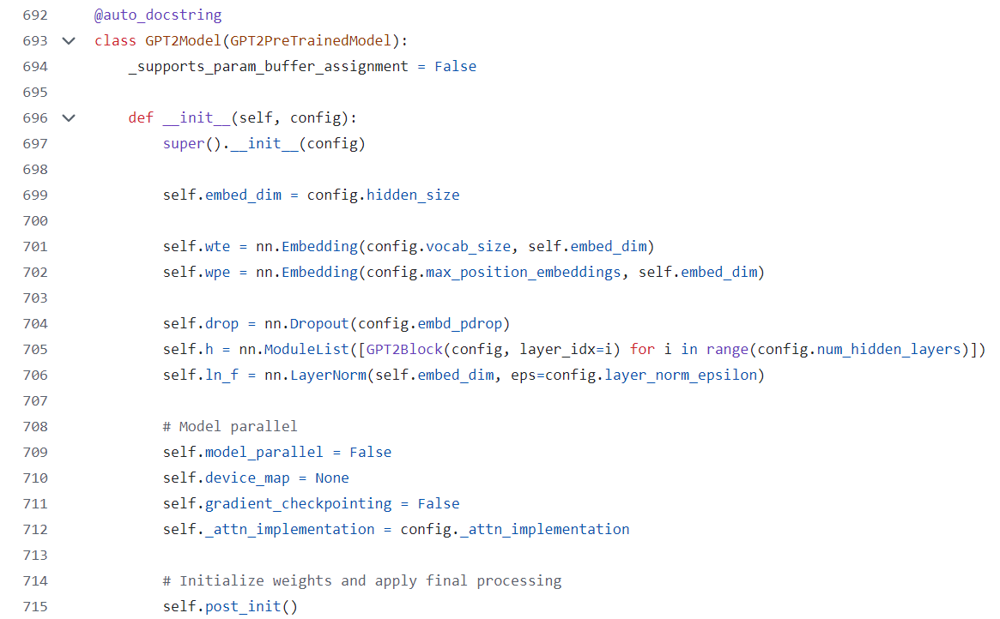 692 @auto_docstring
693 class GPT2Model(GPT2PreTrainedModel):
694     _supports_param_buffer_assignment = False
695
696     def __init__(self, config):
697         super().__init__(config)
698
699         self.embed_dim = config.hidden_size
700
701         self.wte = nn.Embedding(config.vocab_size, self.embed_dim)
702         self.wpe = nn.Embedding(config.max_position_embeddings, self.embed_dim)
703
704         self.drop = nn.Dropout(config.embd_pdrop)
705         self.h = nn.ModuleList([GPT2Block(config, layer_idx=i) for i in range(config.num_hidden_layers)])
706         self.ln_f = nn.LayerNorm(self.embed_dim, eps=config.layer_norm_epsilon)
707
708         # Model parallel
709         self.model_parallel = False
710         self.device_map = None
711         self.gradient_checkpointing = False
712         self._attn_implementation = config._attn_implementation
713
714         # Initialize weights and apply final processing
715         self.post_init()